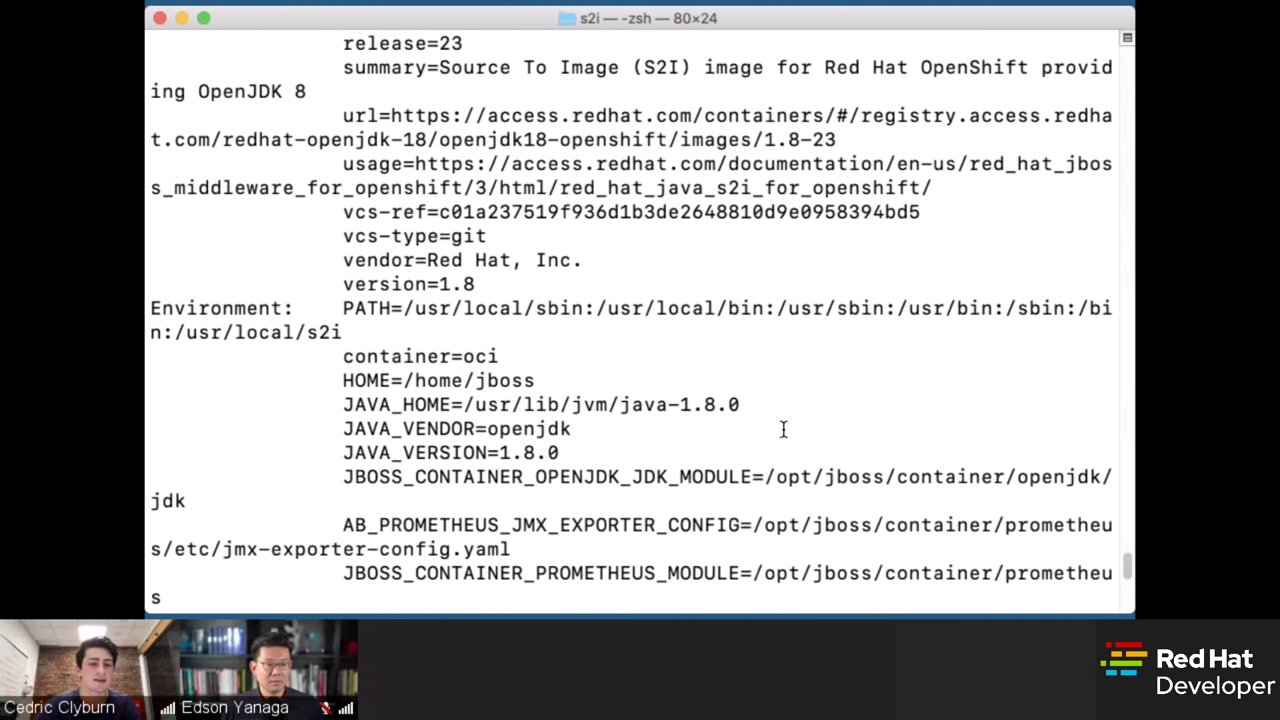 s2i — -zsh — 80×24
release=23
summary=Source To Image (S2I) image for Red Hat OpenShift provid
ing OpenJDK 8
url=https://access.redhat.com/containers/#/registry.access.redha
t.com/redhat-openjdk-18/openjdk18-openshift/images/1.8-23
usage=https://access.redhat.com/documentation/en-us/red_hat_jbos
s_middleware_for_openshift/3/html/red_hat_java_s2i_for_openshift/
vcs-ref=c01a237519f936d1b3de2648810d9e0958394bd5
vcs-type=git
vendor=Red Hat, Inc.
version=1.8
Environment: PATH=/usr/local/sbin:/usr/local/bin:/usr/sbin:/usr/bin:/sbin:/bi
n:/usr/local/s2i
container=oci
HOME=/home/jboss
JAVA_HOME=/usr/lib/jvm/java-1.8.0
JAVA_VENDOR=openjdk
JAVA_VERSION=1.8.0
JBOSS_CONTAINER_OPENJDK_JDK_MODULE=/opt/jboss/container/openjdk/
jdk
AB_PROMETHEUS_JMX_EXPORTER_CONFIG=/opt/jboss/container/prometheu
s/etc/jmx-exporter-config.yaml
JBOSS_CONTAINER_PROMETHEUS_MODULE=/opt/jboss/container/prometheu
s
Cedric Clyburn
Edson Yanaga
Red Hat
Developer